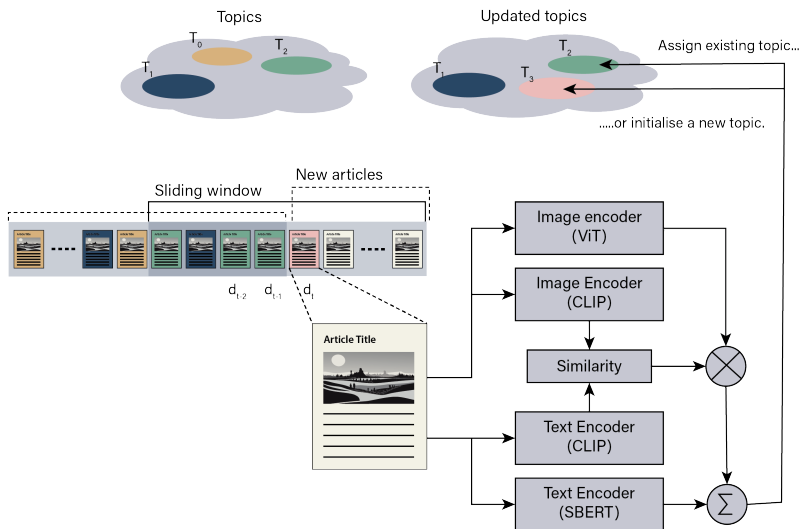 Topics
Updated topics
T0
T2
T1
T2
T1
T3
Assign existing topic...
.....or initialise a new topic.
New articles
Sliding window
dt-2
dt-1
dt
Article Title
Image encoder
(ViT)
Image Encoder
(CLIP)
Similarity
Text Encoder
(CLIP)
Text Encoder
(SBERT)
Σ